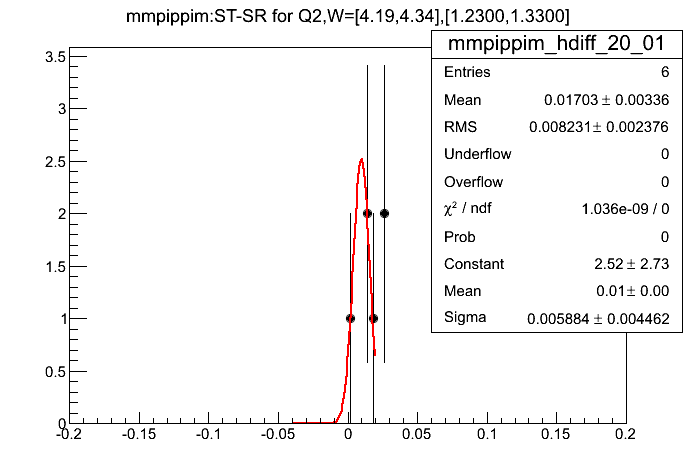 mmpippim:ST-SR for Q2,W=[4.19,4.34],[1.2300,1.3300]
mmpippim_hdiff_20_01
Entries 6
Mean 0.01703 ± 0.00336
RMS 0.008231± 0.002376
Underflow 0
Overflow 0
χ² / ndf 1.036e-09 / 0
Prob 0
Constant 2.52 ± 2.73
Mean 0.01 ± 0.00
Sigma 0.005884 ± 0.004462
3.5
3
2.5
2
1.5
1
0.5
0
-0.2 -0.15 -0.1 -0.05 0 0.05 0.1 0.15 0.2